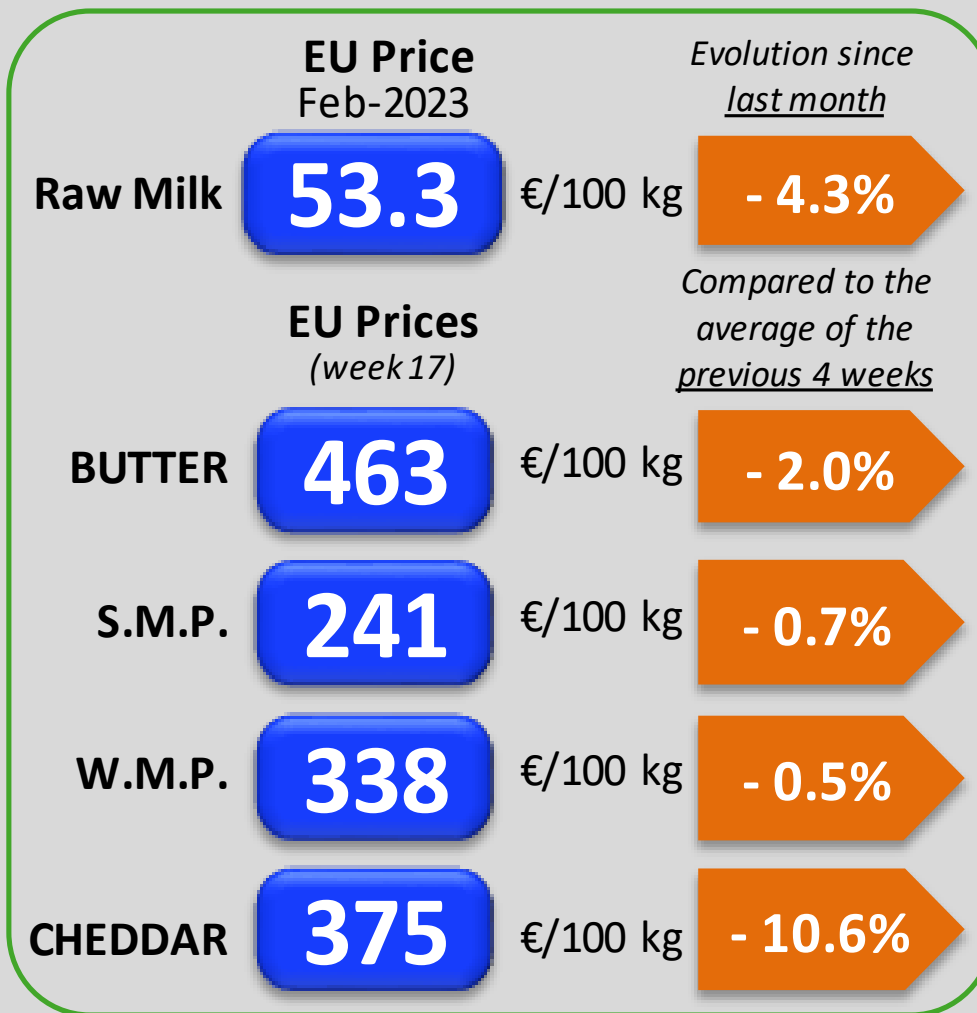 EU Price
Feb-2023
Evolution since
last month
Raw Milk 53.3 €/100 kg - 4.3%
EU Prices
(week 17)
Compared to the
average of the
previous 4 weeks
BUTTER 463 €/100 kg - 2.0%
S.M.P. 241 €/100 kg - 0.7%
W.M.P. 338 €/100 kg - 0.5%
CHEDDAR 375 €/100 kg - 10.6%